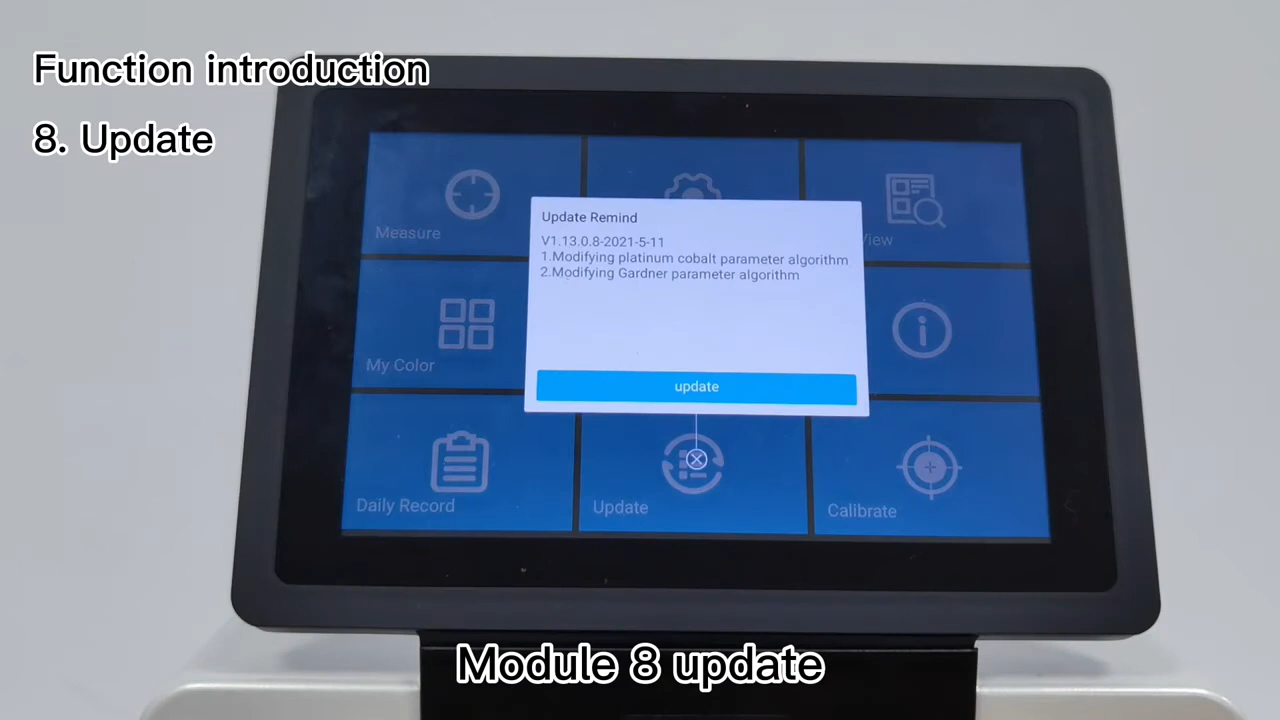 Function introduction
8. Update
Measure
View
Update Remind
V1.13.0.8-2021-5-11
1.Modifying platinum cobalt parameter algorithm
2.Modifying Gardner parameter algorithm
My Color
update
Daily Record
Update
Calibrate
Module 8 update